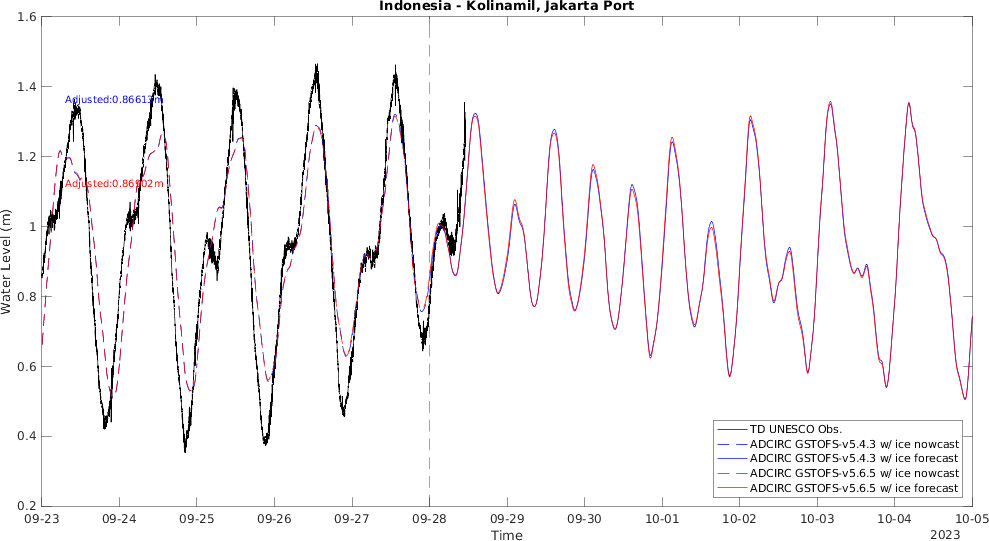 Indonesia - Kolinamil, Jakarta Port
1.6
1.4
1.2
1
0.8
0.6
0.4
0.2
Water Level (m)
Adjusted:0.86613m
Adjusted:0.86902m
TD UNESCO Obs.
ADCIRC GSTOFS-v5.4.3 w/ ice nowcast
ADCIRC GSTOFS-v5.4.3 w/ ice forecast
ADCIRC GSTOFS-v5.6.5 w/ ice nowcast
ADCIRC GSTOFS-v5.6.5 w/ ice forecast
09-23 09-24 09-25 09-26 09-27 09-28 09-29 09-30 10-01 10-02 10-03 10-04 10-05
Time
2023